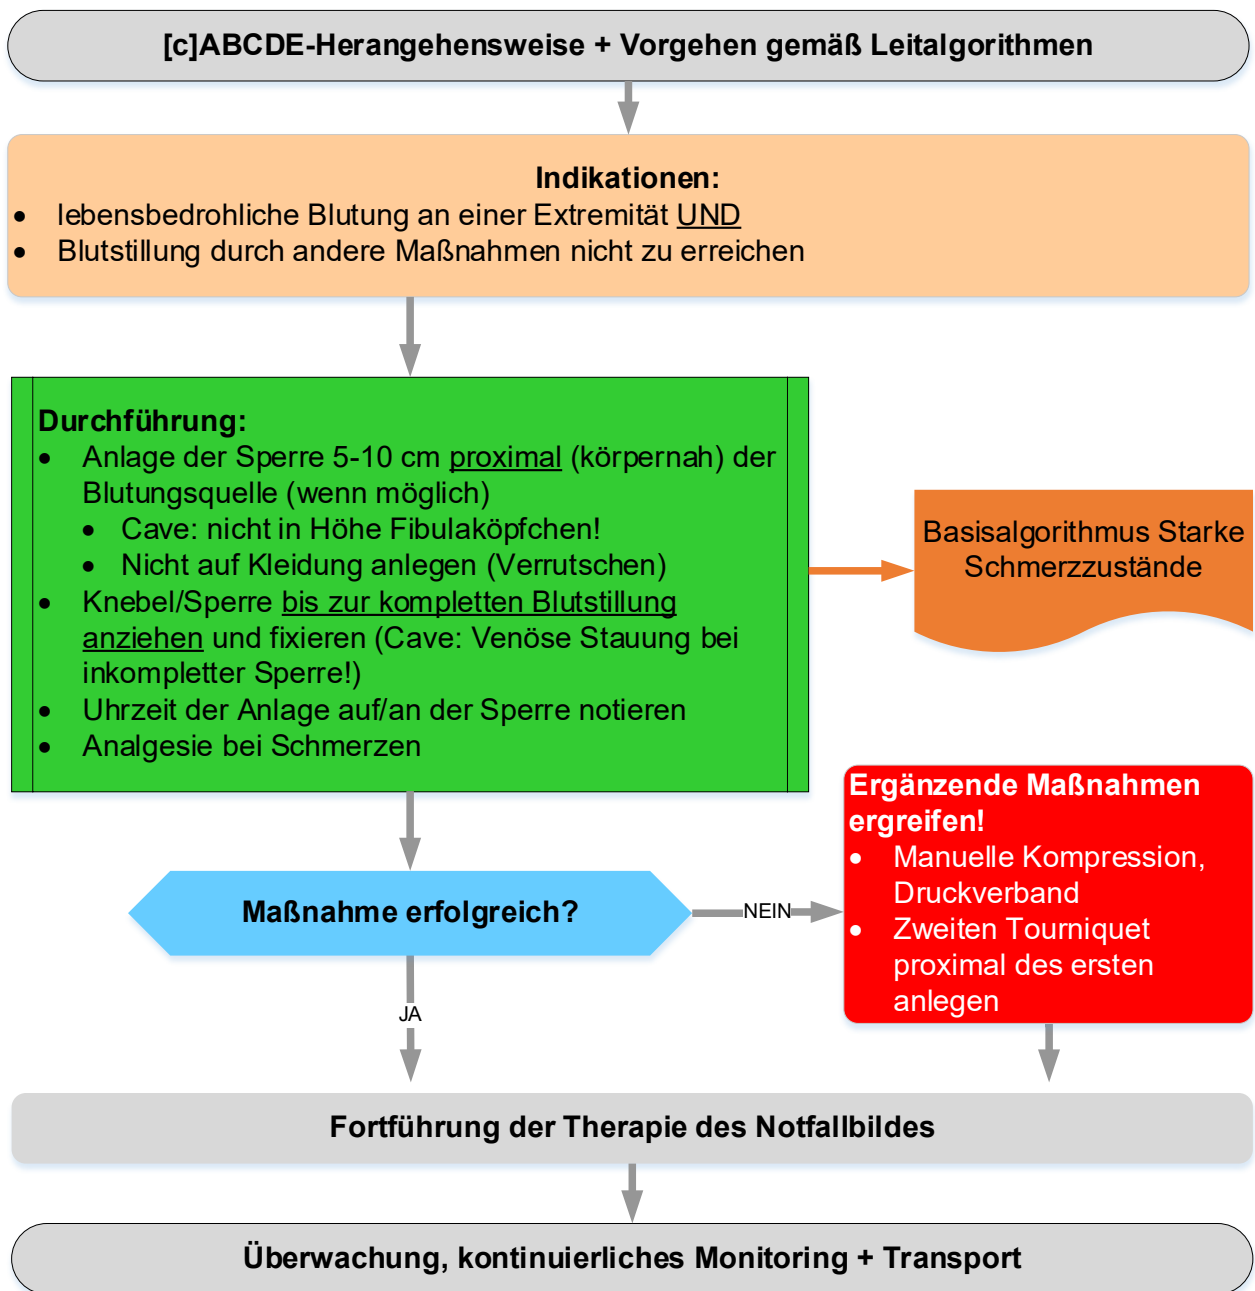 [c]ABCDE-Herangehensweise + Vorgehen gemäß Leitalgorithmen
Indikationen:
• lebensbedrohliche Blutung an einer Extremität UND
• Blutstillung durch andere Maßnahmen nicht zu erreichen
Durchführung:
• Anlage der Sperre 5-10 cm proximal (körpernah) der
Blutungsquelle (wenn möglich)
• Cave: nicht in Höhe Fibulaköpfchen!
• Nicht auf Kleidung anlegen (Verrutschen)
• Knebel/Sperre bis zur kompletten Blutstillung
anziehen und fixieren (Cave: Venöse Stauung bei
inkompletter Sperre!)
• Uhrzeit der Anlage auf/an der Sperre notieren
• Analgesie bei Schmerzen
Basisalgorithmus Starke
Schmerzzustände
Maßnahme erfolgreich?
NEIN
Ergänzende Maßnahmen
ergreifen!
• Manuelle Kompression,
Druckverband
• Zweiten Tourniquet
proximal des ersten
anlegen
JA
Fortführung der Therapie des Notfallbildes
Überwachung, kontinuierliches Monitoring + Transport